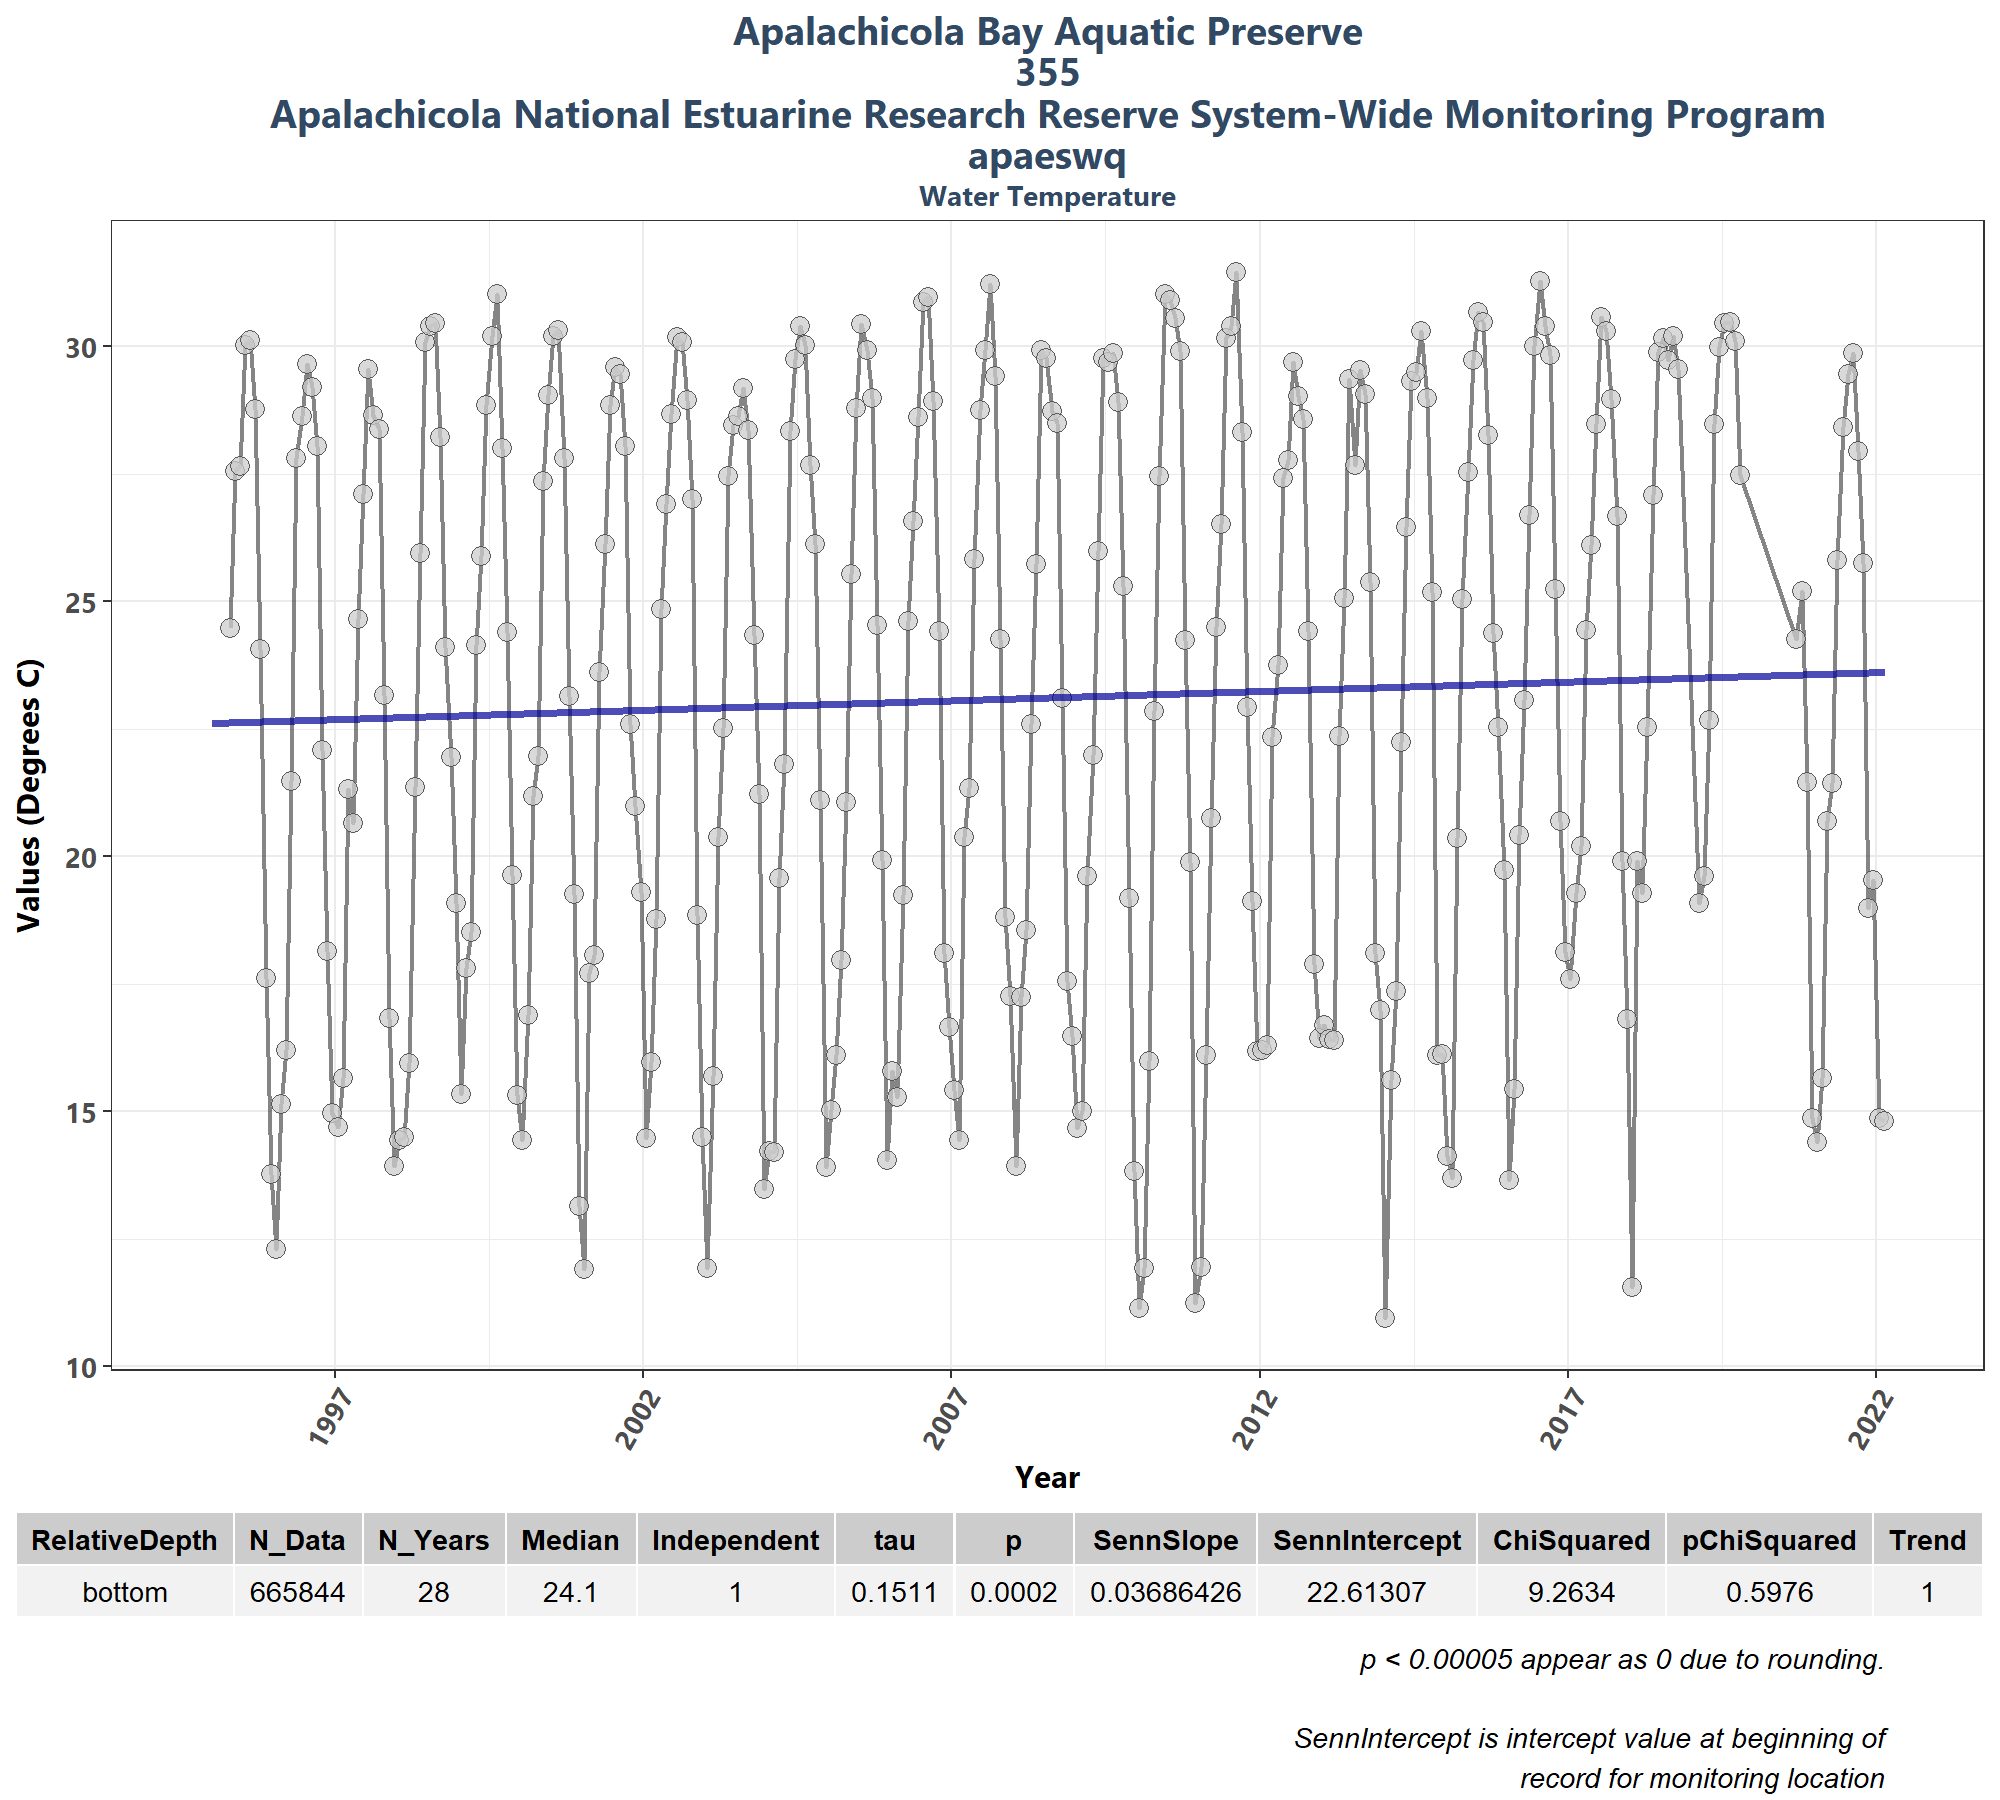 Apalachicola Bay Aquatic Preserve
355
Apalachicola National Estuarine Research Reserve System-Wide Monitoring Program
apaeswq
Water Temperature
Values (Degrees C)
30
25
20
15
10
1997
2002
2007
2012
2017
2022
Year
RelativeDepth N_Data N_Years Median Independent tau p SennSlope SennIntercept ChiSquared pChiSquared Trend
bottom 665844 28 24.1 1 0.1511 0.0002 0.03686426 22.61307 9.2634 0.5976 1
p < 0.00005 appear as 0 due to rounding.
SennIntercept is intercept value at beginning of
record for monitoring location